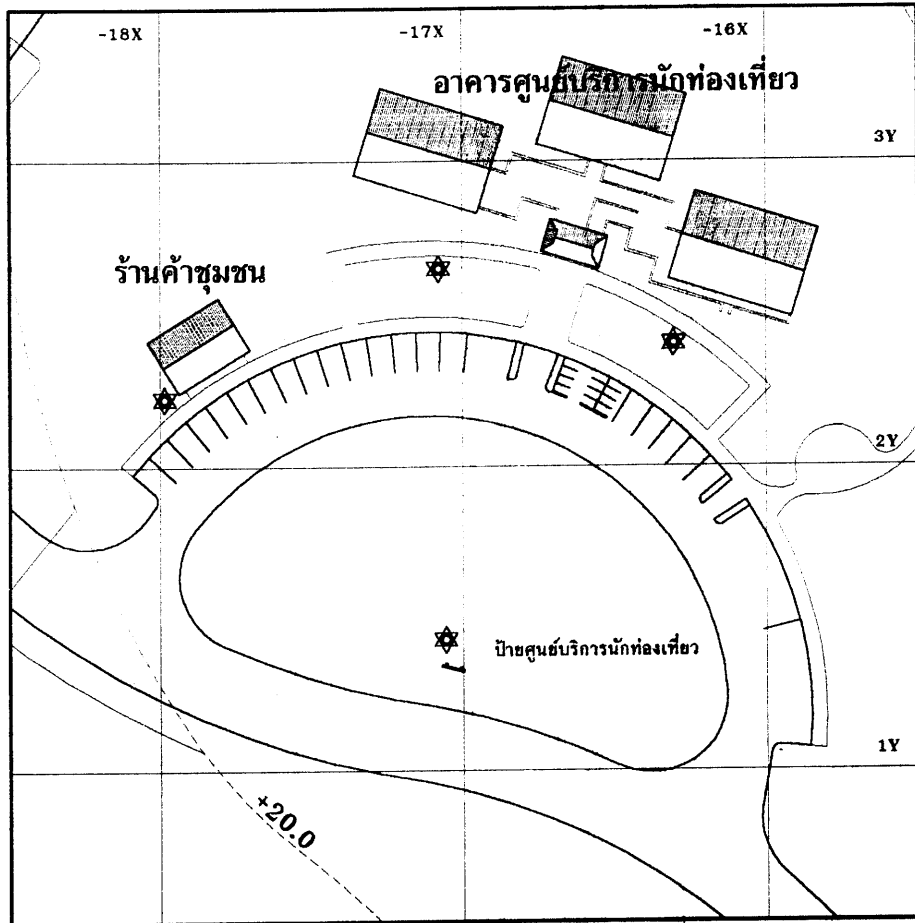 -18X
-17X
-16X
อาคารศูนย์บริการนักท่องเที่ยว
3Y
ร้านค้าชุมชน
2Y
ป้ายศูนย์บริการนักท่องเที่ยว
1Y
+20.0